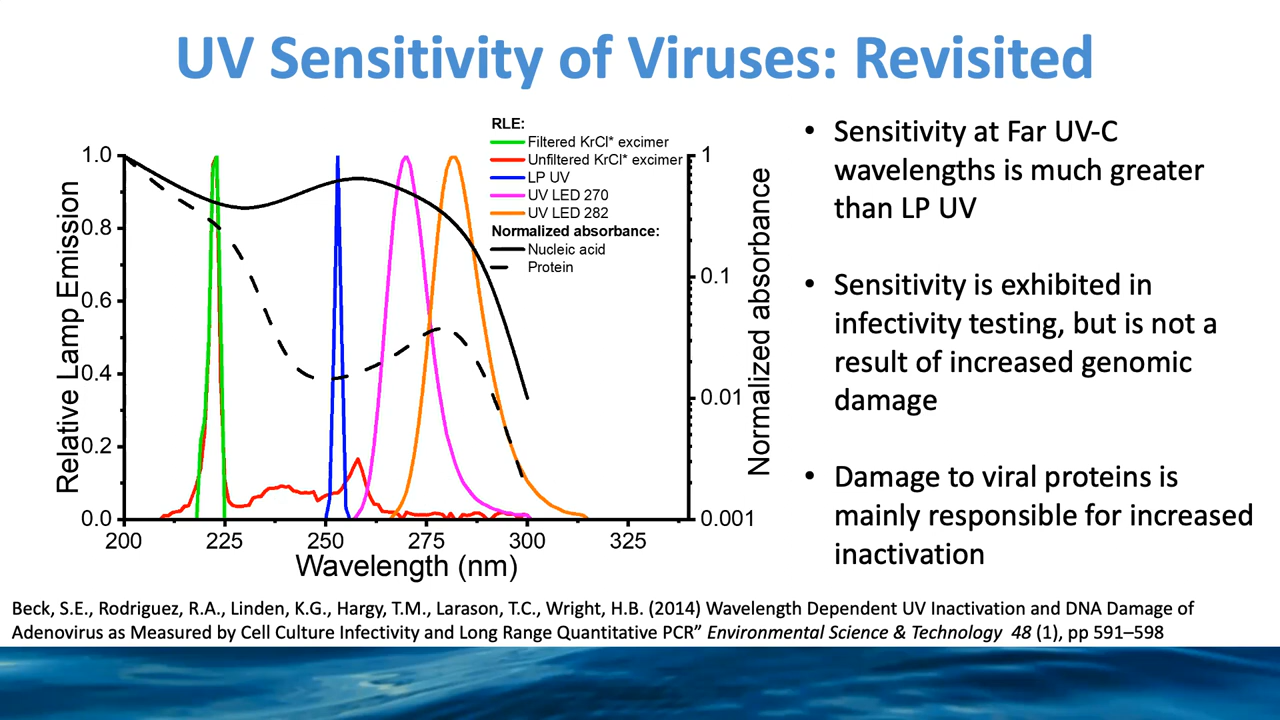 UV Sensitivity of Viruses: Revisited
RLE:
Filtered KrCl* excimer
Unfiltered KrCl* excimer
LP UV
UV LED 270
UV LED 282
Normalized absorbance:
Nucleic acid
Protein
Relative Lamp Emission
1.0
0.8
0.6
0.4
0.2
0.0
1
0.1
0.01
0.001
Normalized absorbance
200 225 250 275 300 325
Wavelength (nm)
• Sensitivity at Far UV-C
wavelengths is much greater
than LP UV
• Sensitivity is exhibited in
infectivity testing, but is not a
result of increased genomic
damage
• Damage to viral proteins is
mainly responsible for increased
inactivation
Beck, S.E., Rodriguez, R.A., Linden, K.G., Hargy, T.M., Larason, T.C., Wright, H.B. (2014) Wavelength Dependent UV Inactivation and DNA Damage of
Adenovirus as Measured by Cell Culture Infectivity and Long Range Quantitative PCR” Environmental Science & Technology 48 (1), pp 591–598